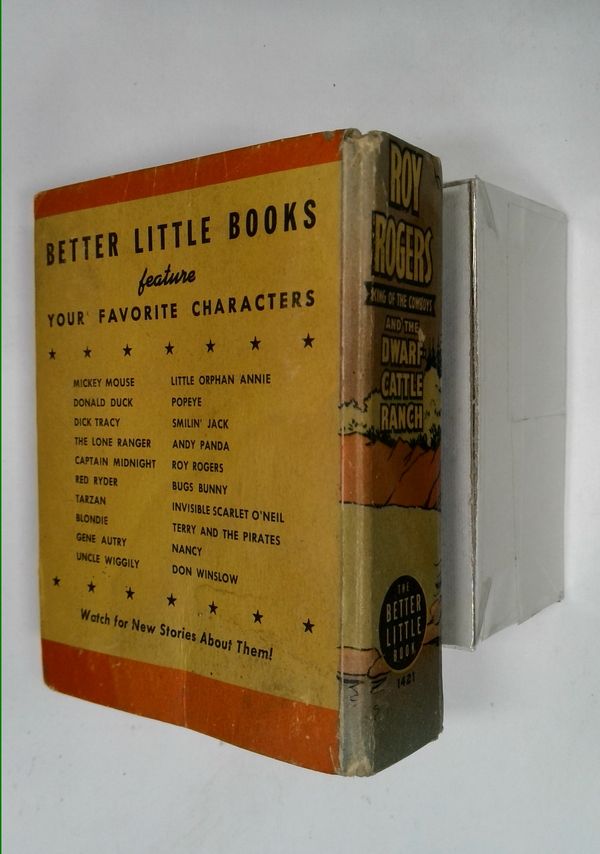 BETTER LITTLE BOOKS
feature
YOUR FAVORITE CHARACTERS
MICKEY MOUSE
DONALD DUCK
DICK TRACY
THE LONE RANGER
CAPTAIN MIDNIGHT
RED RYDER
TARZAN
BLONDIE
GENE AUTRY
UNCLE WIGGILY
LITTLE ORPHAN ANNIE
POPEYE
SMILIN' JACK
ANDY PANDA
ROY ROGERS
BUGS BUNNY
INVISIBLE SCARLET O'NEIL
TERRY AND THE PIRATES
NANCY
DON WINSLOW
Watch for New Stories About Them!
ROY
ROGERS
KING OF THE COWBOYS
AND THE
DWARF
CATTLE
RANCH
THE
BETTER
LITTLE
BOOK
1421